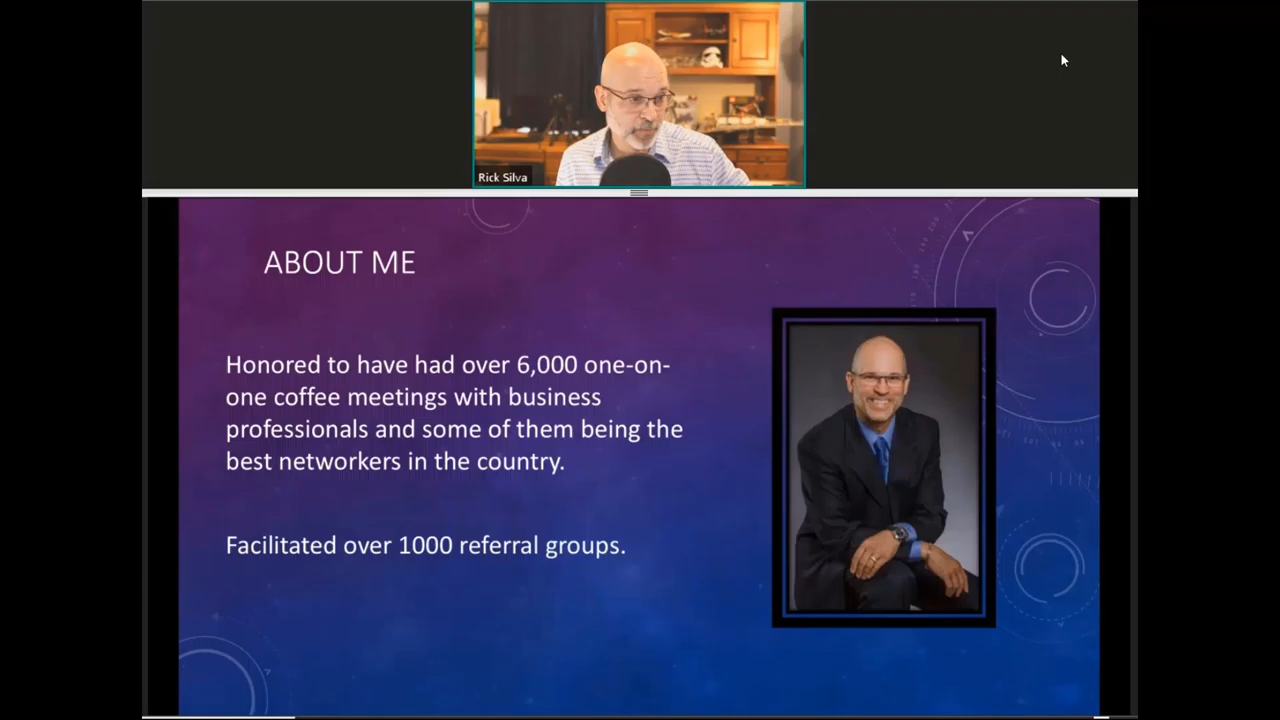 Rick Silva
ABOUT ME
Honored to have had over 6,000 one-on-
one coffee meetings with business
professionals and some of them being the
best networkers in the country.
Facilitated over 1000 referral groups.